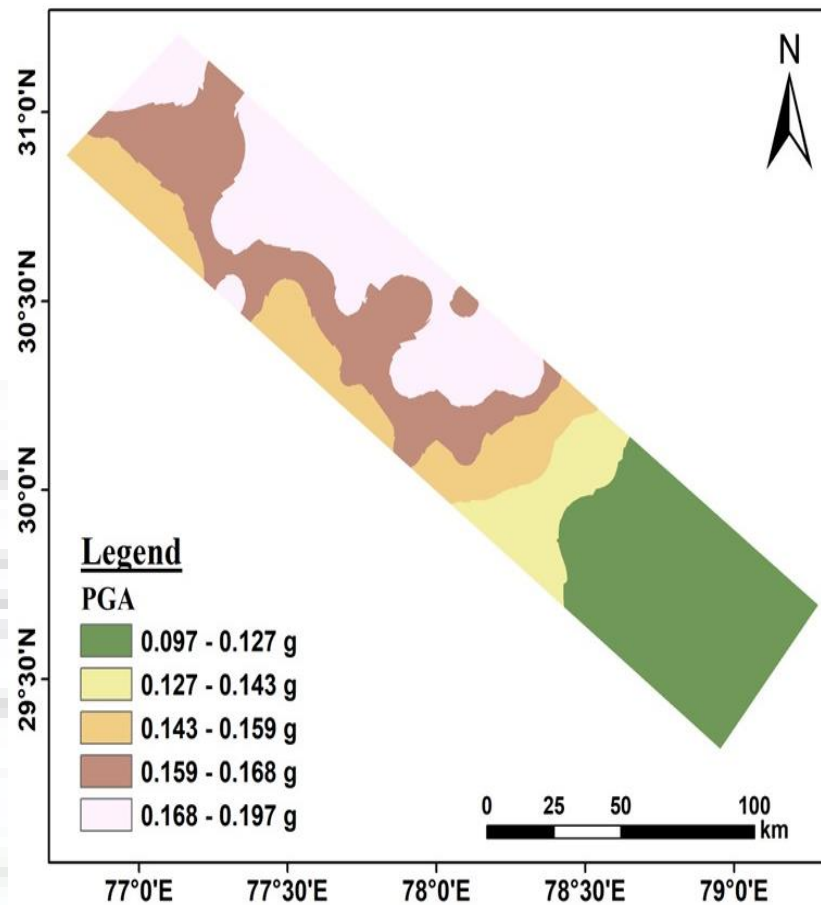 N
31°0'N
30°30'N
30°0'N
29°30'N
Legend
PGA
0.097 - 0.127 g
0.127 - 0.143 g
0.143 - 0.159 g
0.159 - 0.168 g
0.168 - 0.197 g
0 25 50 100
km
77°0'E 77°30'E 78°0'E 78°30'E 79°0'E